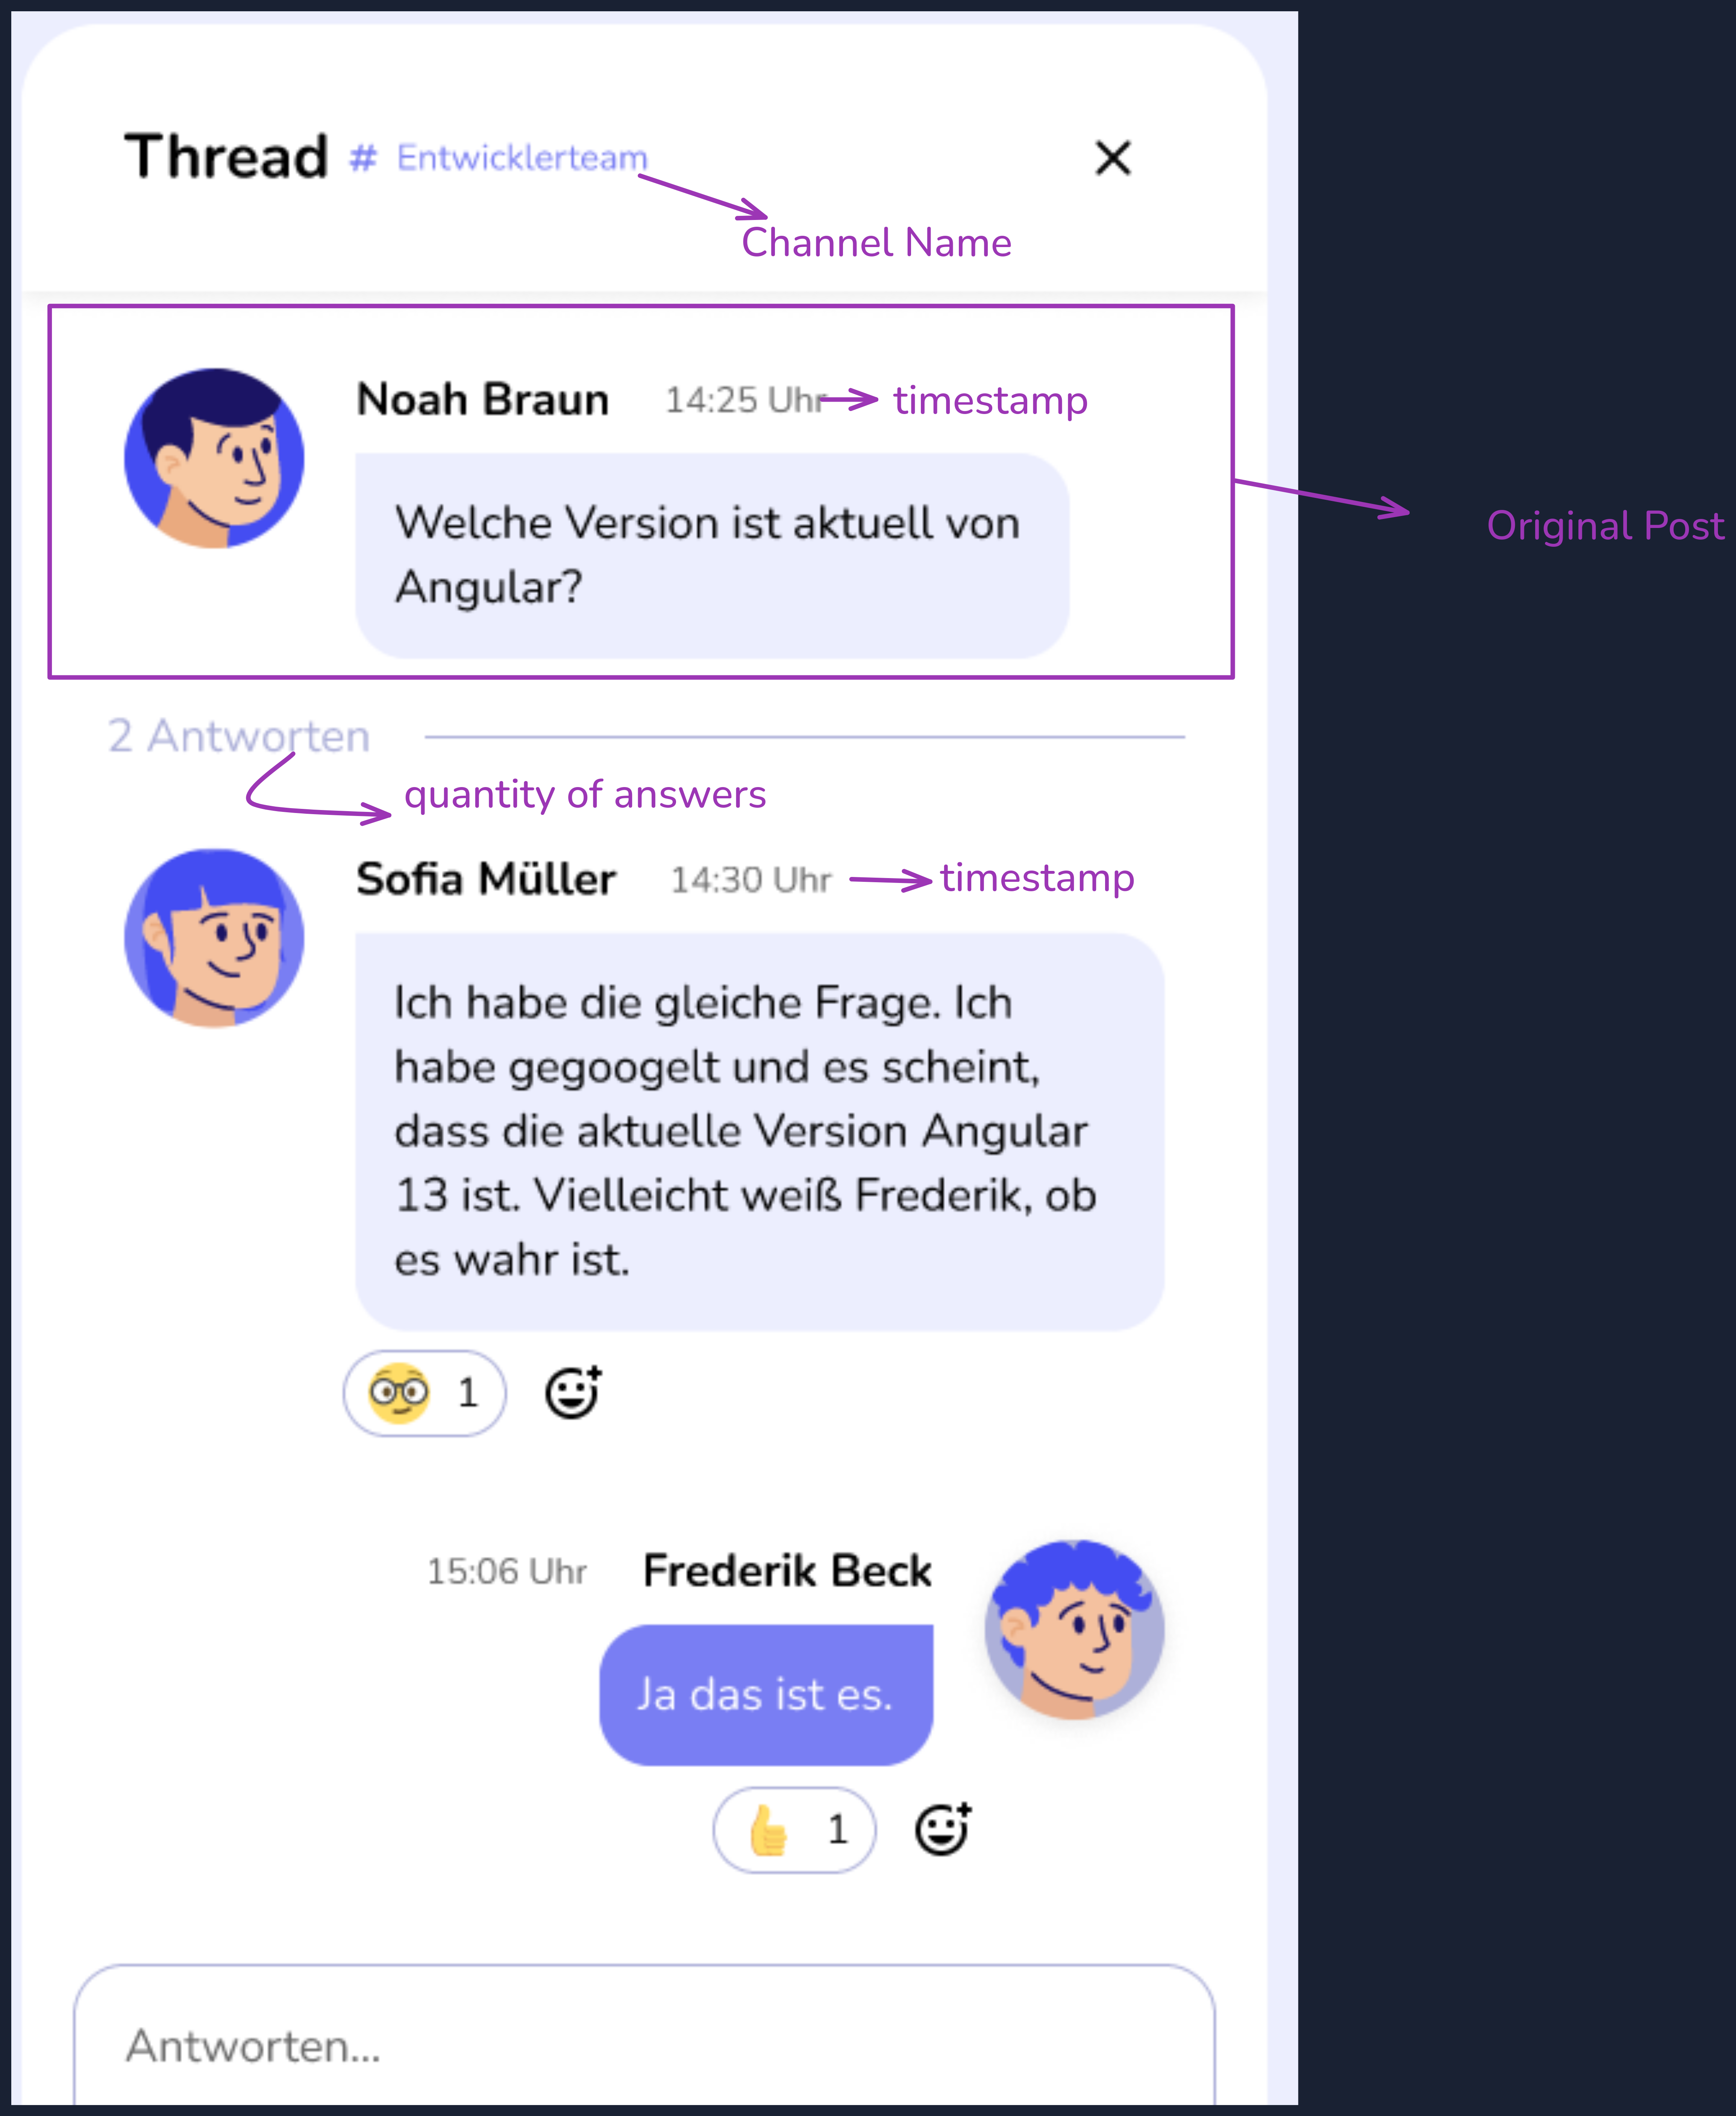 Thread # Entwicklerteam
Channel Name
Noah Braun 14:25 Uhr timestamp
Welche Version ist aktuell von
Angular?
Original Post
2 Antworten
quantity of answers
Sofia Müller 14:30 Uhr timestamp
Ich habe die gleiche Frage. Ich
habe gegoogelt und es scheint,
dass die aktuelle Version Angular
13 ist. Vielleicht weiß Frederik, ob
es wahr ist.
1
15:06 Uhr Frederik Beck
Ja das ist es.
1
Antworten...